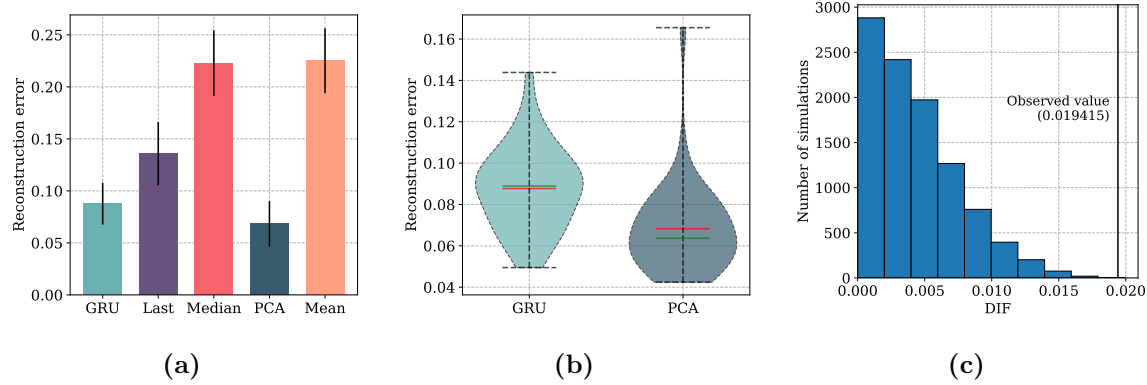 Reconstruction error
0.25
0.20
0.15
0.10
0.05
0.00
GRU Last Median PCA Mean
(a)
Reconstruction error
0.16
0.14
0.12
0.10
0.08
0.06
0.04
GRU PCA
(b)
Number of simulations
3000
2500
2000
1500
1000
500
0
Observed value
(0.019415)
0.000 0.005 0.010 0.015 0.020
DIF
(c)